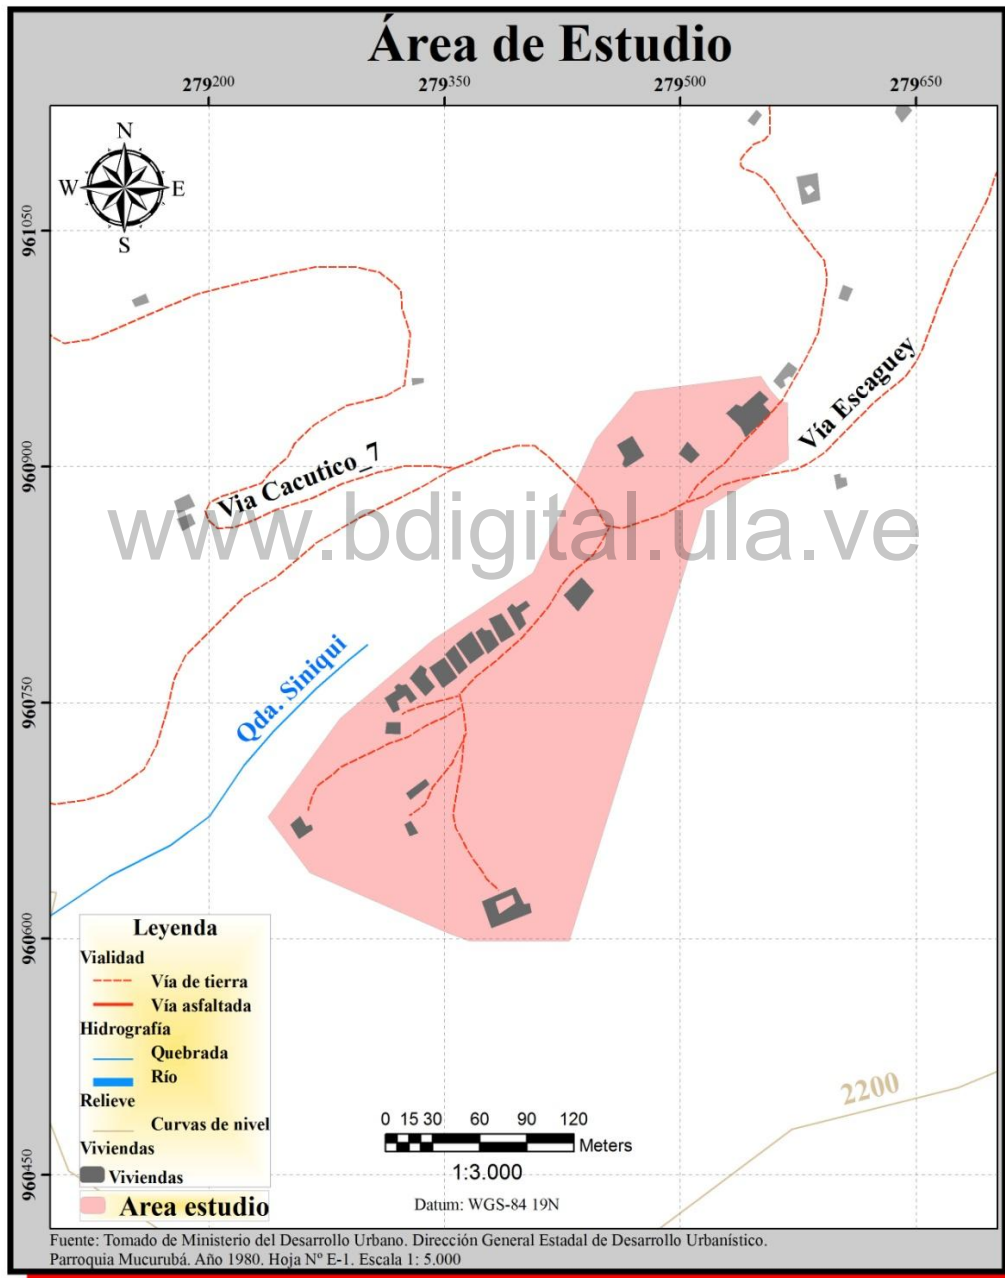 Área de Estudio
279200 279350 279500 279650
N
W E
S
961050
960900
960750
960600
960450
Vía Escaguey
Via Cacutico_7
www.bdigital.ula.ve
Qda. Siniqui
Leyenda
Vialidad
Vía de tierra
Vía asfaltada
Hidrografía
Quebrada
Río
Relieve
Curvas de nivel
Viviendas
Viviendas
Area estudio
2200
0 15 30 60 90 120
Meters
1:3.000
Datum: WGS-84 19N
Fuente: Tomado de Ministerio del Desarrollo Urbano. Dirección General Estadal de Desarrollo Urbanístico.
Parroquia Mucurubá. Año 1980. Hoja Nº E-1. Escala 1: 5.000